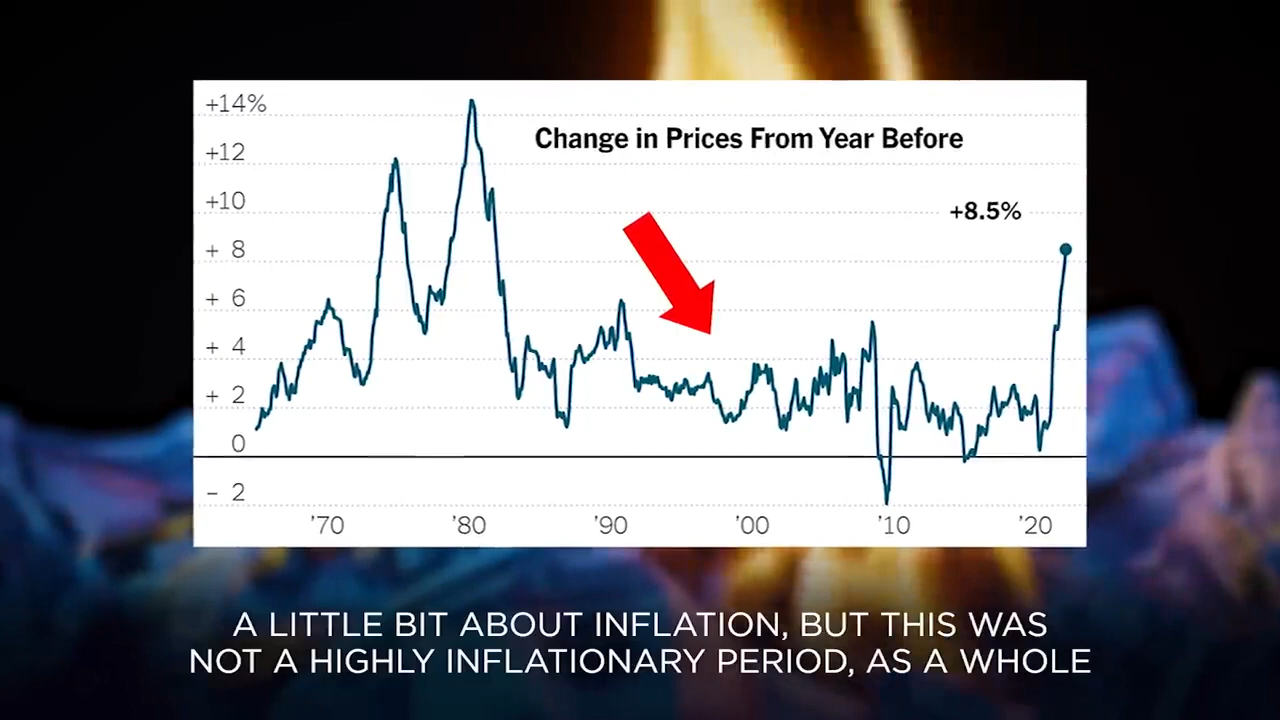 +14%
Change in Prices From Year Before
+12
+10
+8.5%
+ 8
+ 6
+ 4
+ 2
0
– 2
’70 ’80 ’90 ’00 ’10 ’20
A LITTLE BIT ABOUT INFLATION, BUT THIS WAS
NOT A HIGHLY INFLATIONARY PERIOD, AS A WHOLE